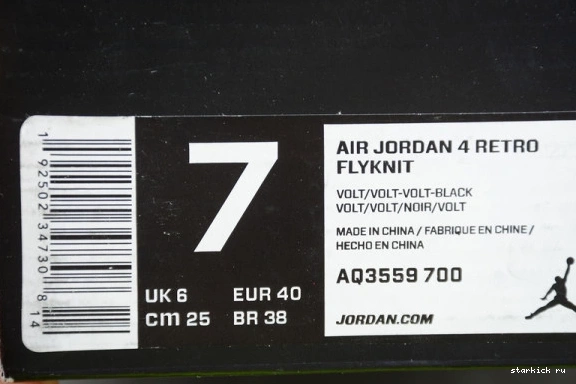 1 92502 34730 8 14
7
UK 6 EUR 40
cm 25 BR 38
AIR JORDAN 4 RETRO
FLYKNIT
VOLT/VOLT-VOLT-BLACK
VOLT/VOLT/NOIR/VOLT
MADE IN CHINA / FABRIQUE EN CHINE /
HECHO EN CHINA
AQ3559 700
JORDAN.COM
starkick ru